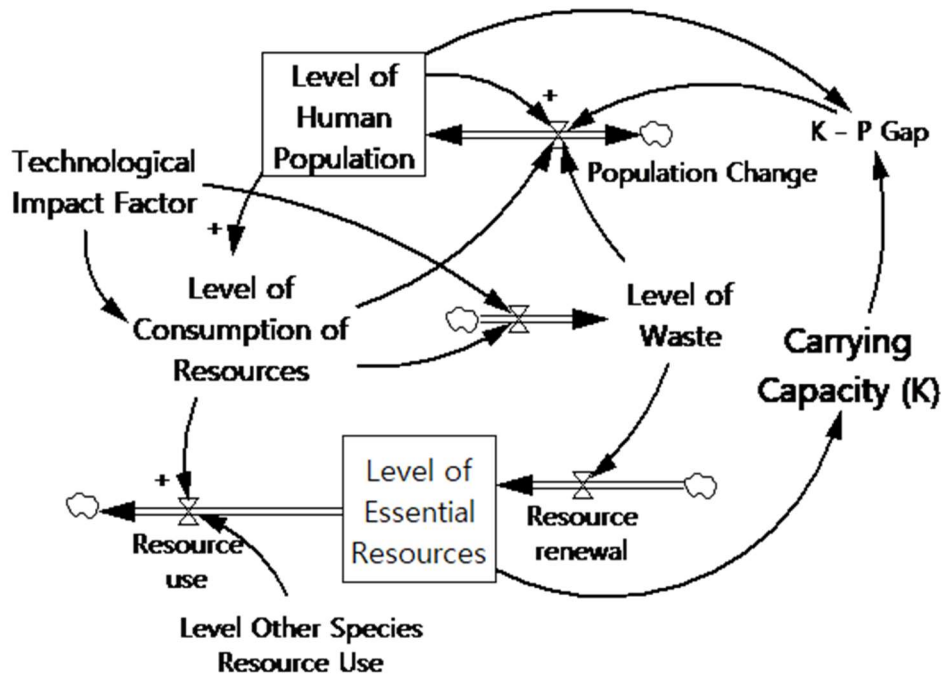 Level of
Human
Population
+
K – P Gap
Population Change
Technological
Impact Factor
+
Level of
Consumption of
Resources
Level of
Waste
Carrying
Capacity (K)
Level of
Essential
Resources
+
Resource
use
Resource
renewal
Level Other Species
Resource Use